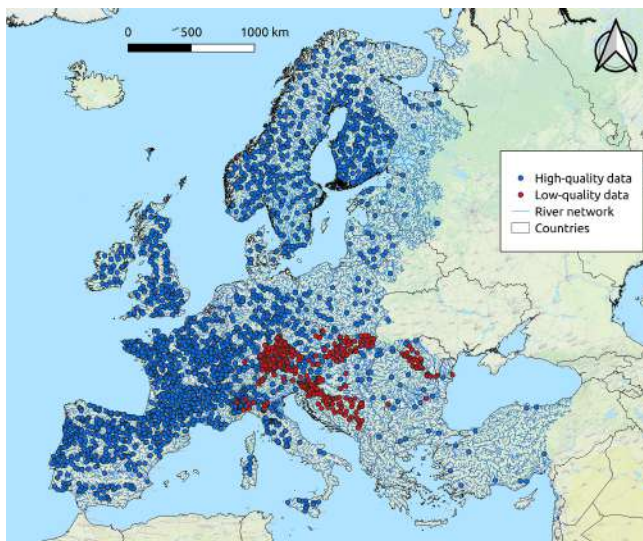 0 500 1000 km
High-quality data
Low-quality data
River network
Countries